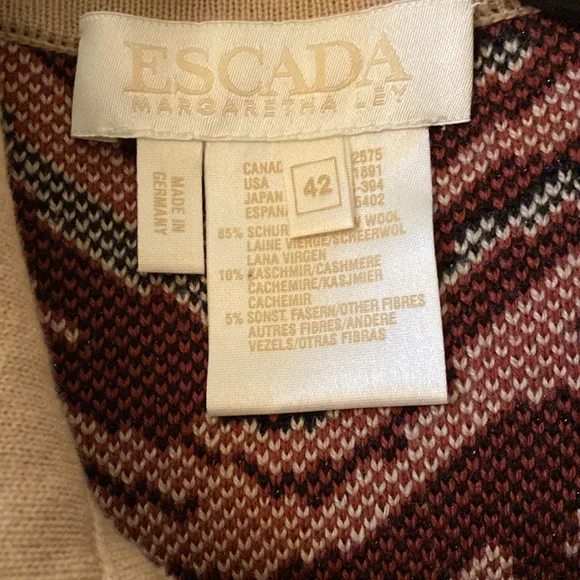 ESCADA
MARGARETHA LEY
MADE IN
GERMANY
42
CANAD 2575
USA 1691
JAPAN -394
ESPAN 5402
85% SCHUR WOOL
LAINE VIERGE/SCHEERWOL
LANA VIRGEN
10% KASCHMIR/CASHMERE
CACHEMIRE/KASJMIER
CACHEMIR
5% SONST. FASERN/OTHER FIBRES
AUTRES FIBRES/ANDERE
VEZELS/OTRAS FIBRAS